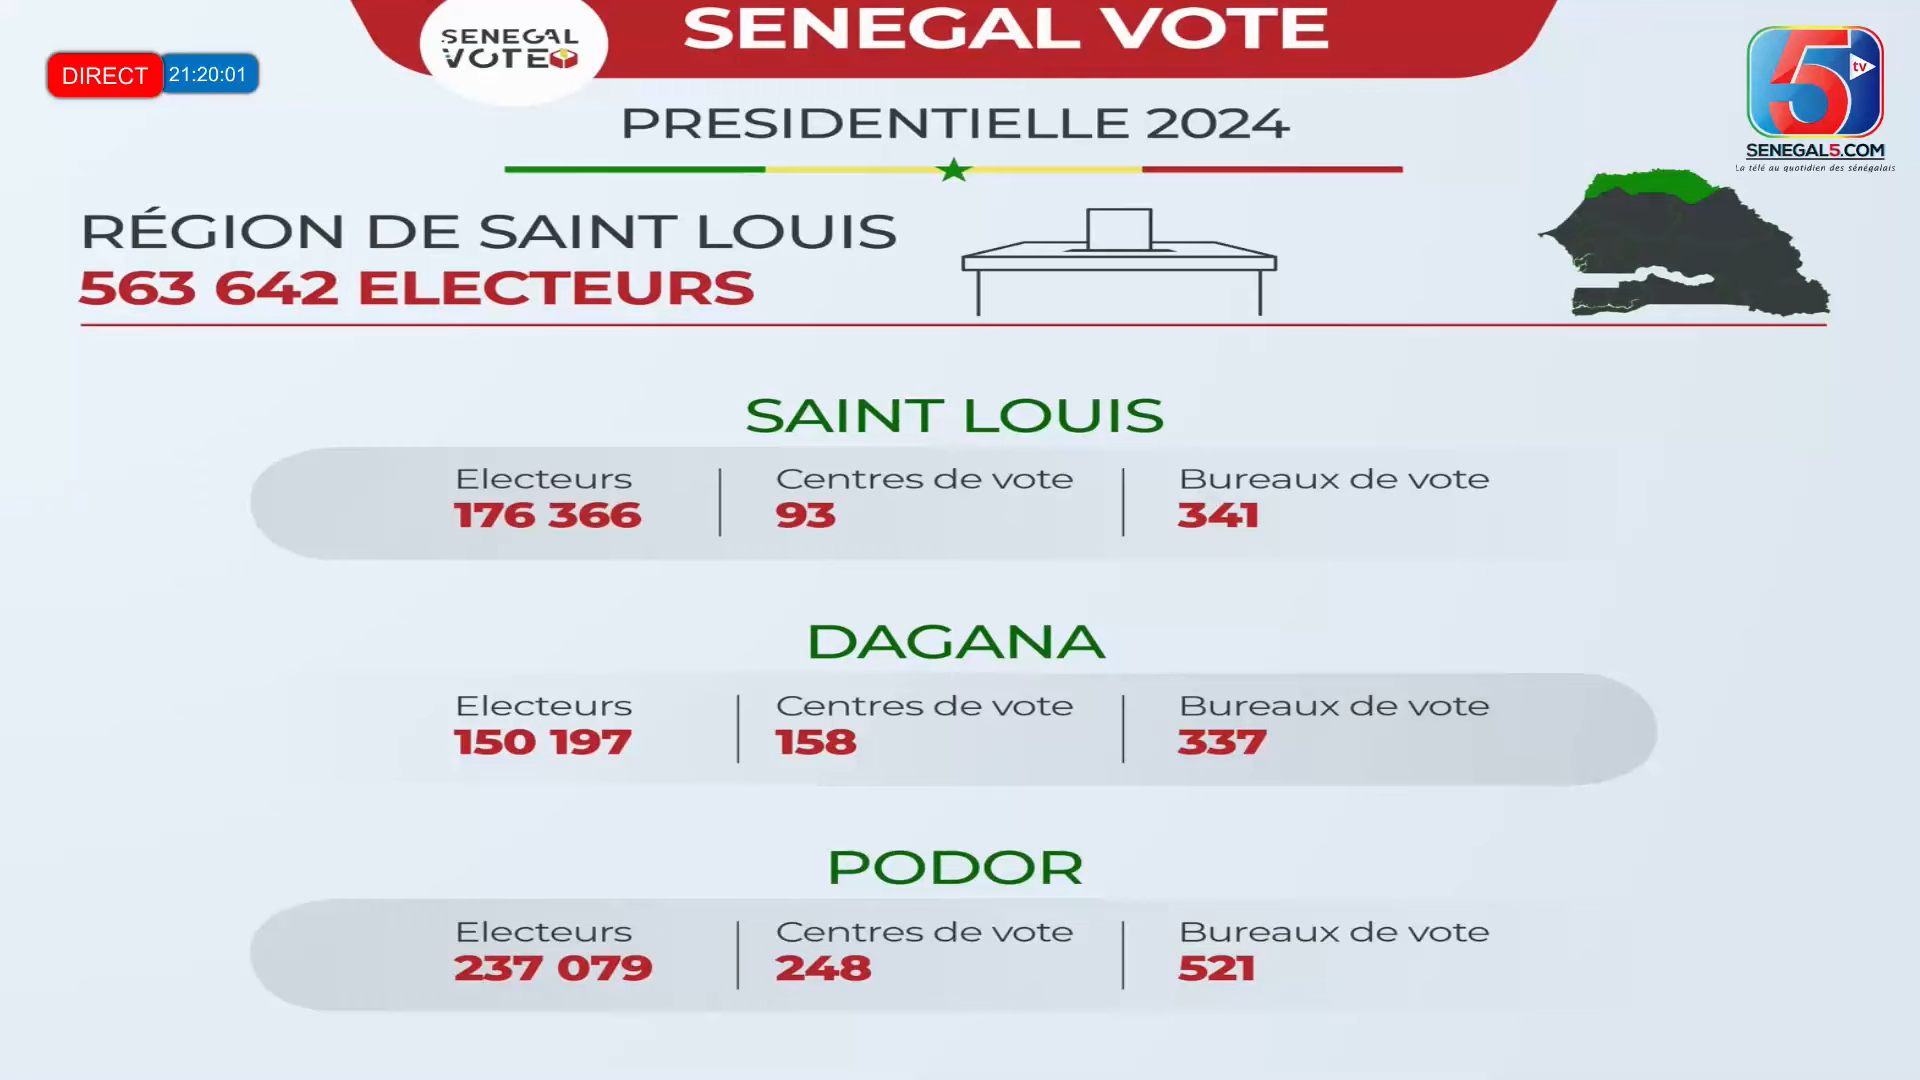 SENEGAL VOTE
SENEGAL
VOTE
DIRECT 21:20:01
5 tv
SENEGAL5.COM
La télé au quotidien des sénégalais
PRESIDENTIELLE 2024
RÉGION DE SAINT LOUIS
563 642 ELECTEURS
SAINT LOUIS
Electeurs Centres de vote Bureaux de vote
176 366 93 341
DAGANA
Electeurs Centres de vote Bureaux de vote
150 197 158 337
PODOR
Electeurs Centres de vote Bureaux de vote
237 079 248 521